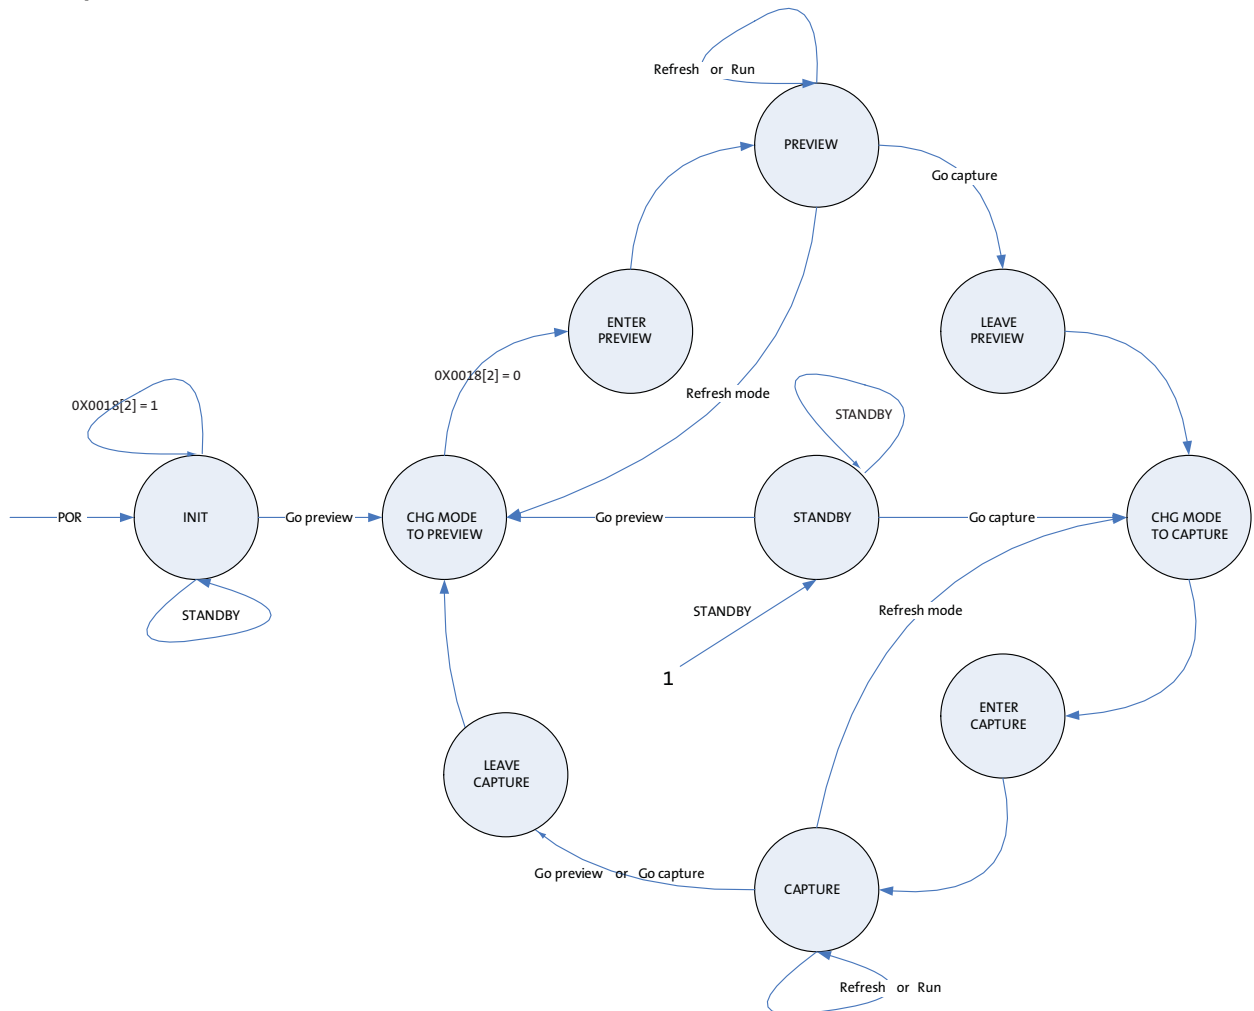 Refresh or Run
PREVIEW
Go capture
ENTER
PREVIEW
LEAVE
PREVIEW
0X0018[2] = 0
Refresh mode
0X0018[2] = 1
STANDBY
POR
INIT
Go preview
CHG MODE
TO PREVIEW
Go preview
STANDBY
Go capture
CHG MODE
TO CAPTURE
STANDBY
STANDBY
Refresh mode
1
ENTER
CAPTURE
LEAVE
CAPTURE
Go preview or Go capture
CAPTURE
Refresh or Run